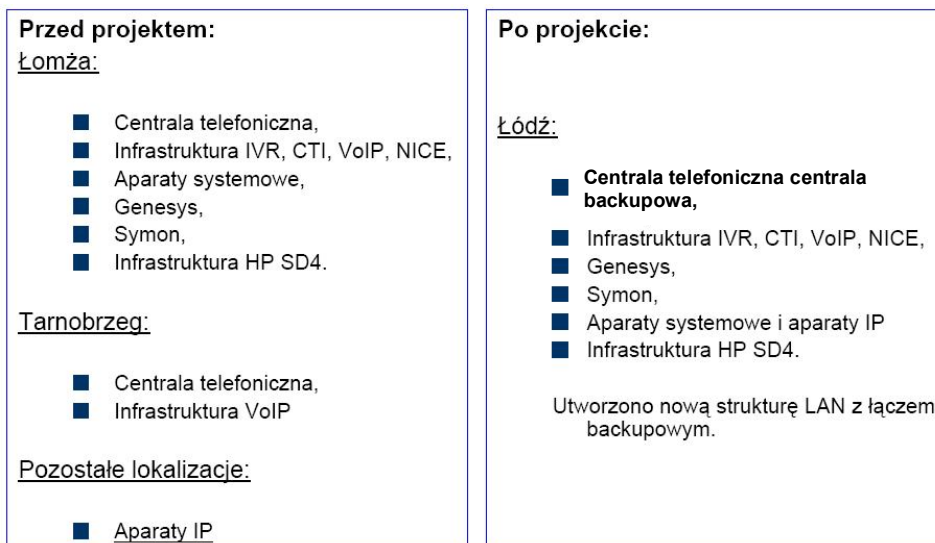 Przed projektem:
Łomża:
Centrala telefoniczna,
Infrastruktura IVR, CTI, VoIP, NICE,
Aparaty systemowe,
Genesys,
Symon,
Infrastruktura HP SD4.
Tarnobrzeg:
Centrala telefoniczna,
Infrastruktura VoIP
Pozostałe lokalizacje:
Aparaty IP
Po projekcie:
Łódź:
Centrala telefoniczna centrala
backupowa,
Infrastruktura IVR, CTI, VoIP, NICE,
Genesys,
Symon,
Aparaty systemowe i aparaty IP
Infrastruktura HP SD4.
Utworzono nową strukturę LAN z łączem
backupowym.